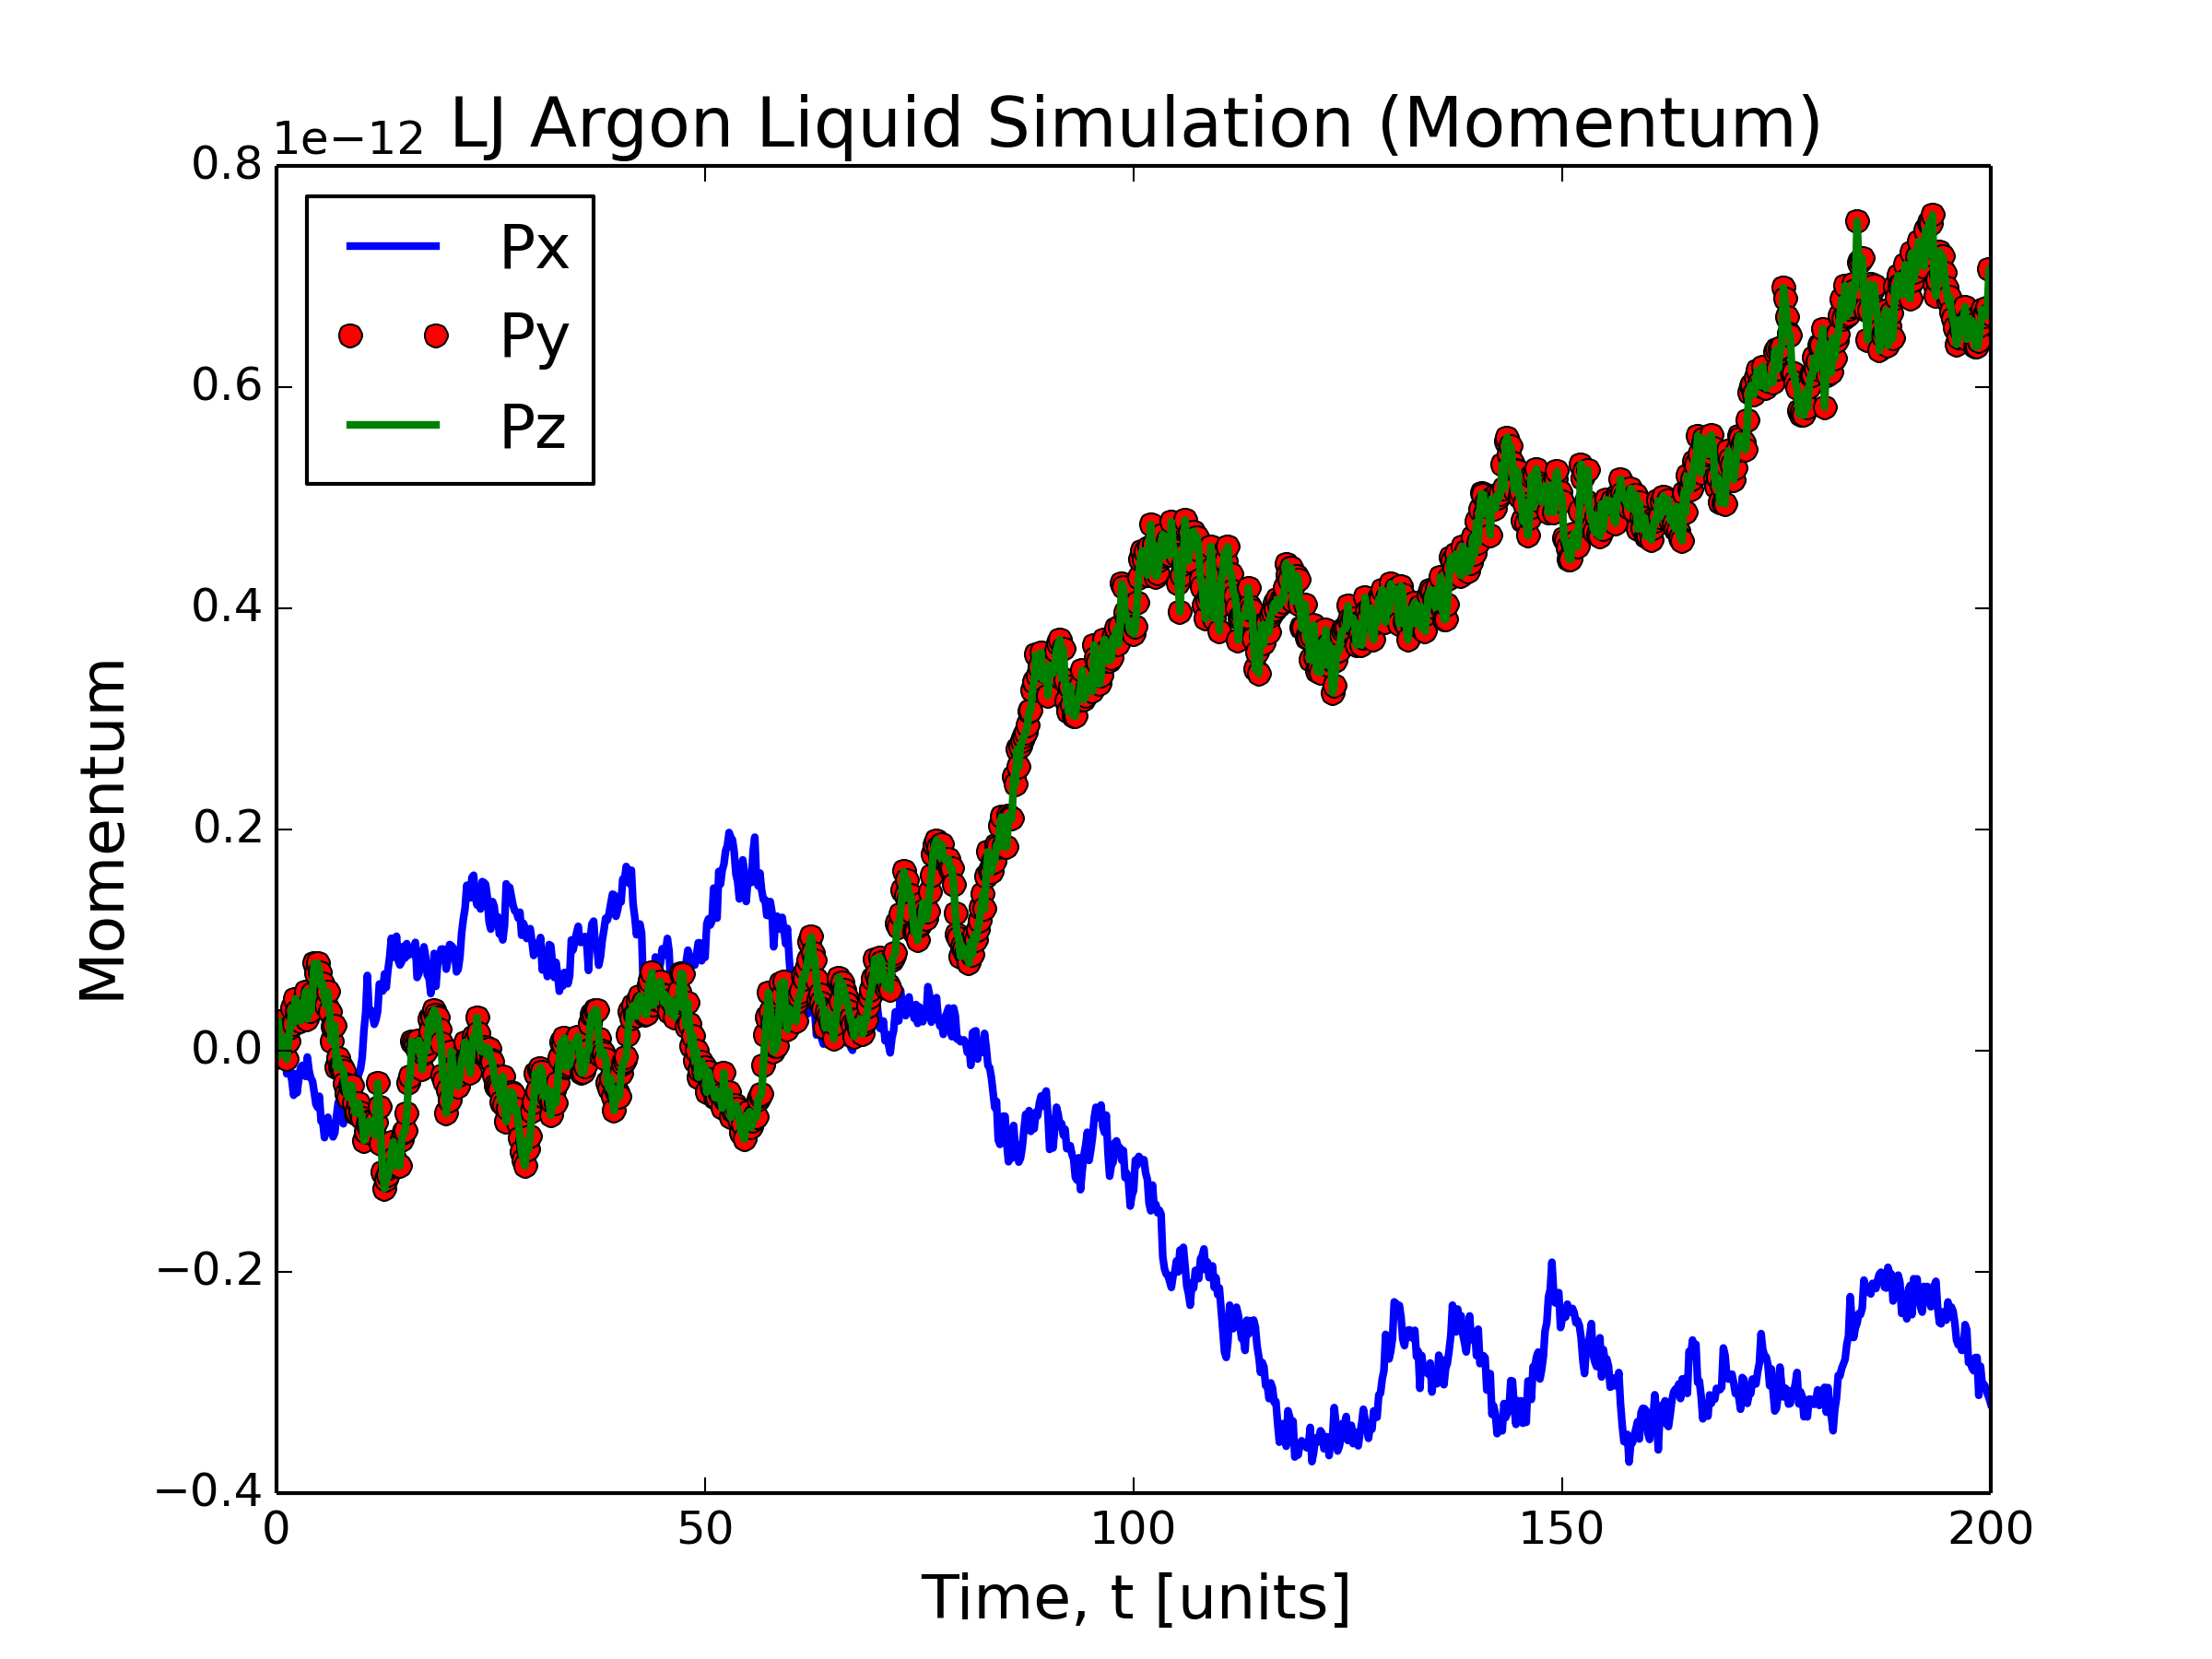 LJ Argon Liquid Simulation (Momentum)
1e−12
0.8
0.6
0.4
0.2
0.0
−0.2
−0.4
Momentum
Px
Py
Pz
0 50 100 150 200
Time, t [units]